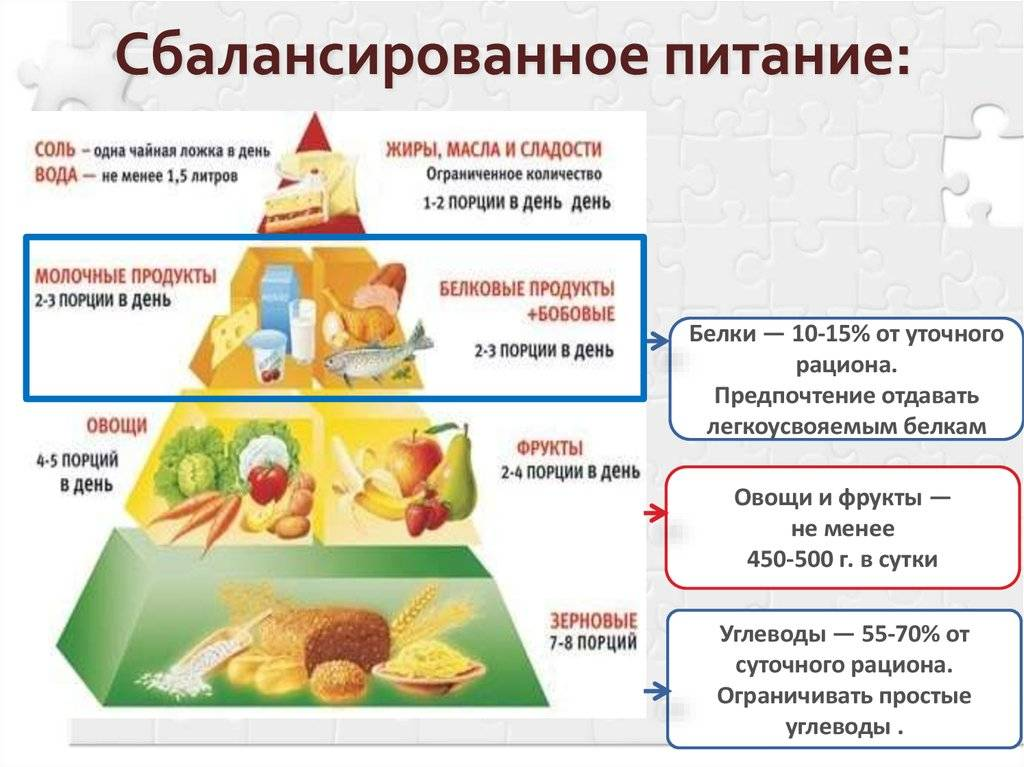 Сбалансированное питание:
СОЛЬ – одна чайная ложка в день
ВОДА — не менее 1,5 литров
ЖИРЫ, МАСЛА И СЛАДОСТИ
Ограниченное количество
1-2 ПОРЦИИ В ДЕНЬ день
МОЛОЧНЫЕ ПРОДУКТЫ
2-3 ПОРЦИИ В ДЕНЬ
БЕЛКОВЫЕ ПРОДУКТЫ
+БОБОВЫЕ
2-3 ПОРЦИИ В ДЕНЬ
Белки — 10-15% от уточного
рациона.
Предпочтение отдавать
легкоусвояемым белкам
ОВОЩИ
4-5 ПОРЦИЙ
В ДЕНЬ
ФРУКТЫ
2-4 ПОРЦИИ В ДЕНЬ
Овощи и фрукты —
не менее
450-500 г. в сутки
ЗЕРНОВЫЕ
7-8 ПОРЦИЙ
Углеводы — 55-70% от
суточного рациона.
Ограничивать простые
углеводы .